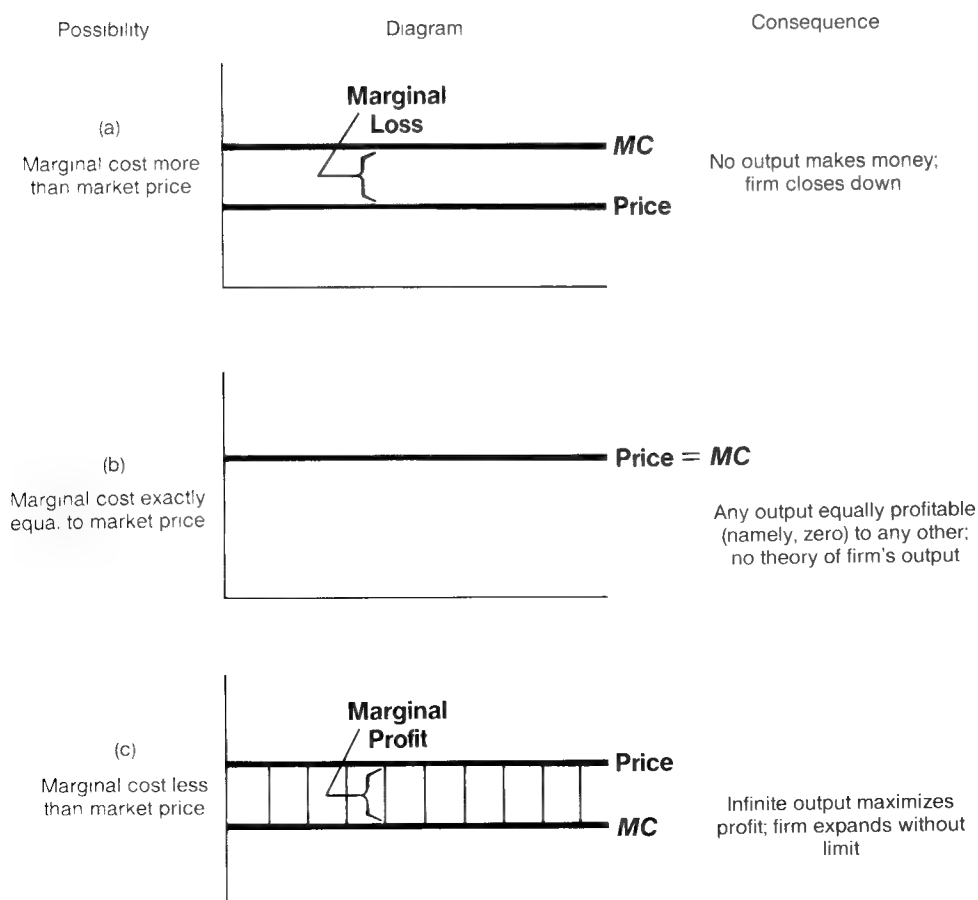 Possibility
Diagram
Consequence
(a)
Marginal cost more
than market price
Marginal
Loss
MC
Price
No output makes money;
firm closes down
(b)
Marginal cost exactly
equa. to market price
Price = MC
Any output equally profitable
(namely, zero) to any other;
no theory of firm's output
(c)
Marginal cost less
than market price
Marginal
Profit
Price
MC
Infinite output maximizes
profit; firm expands without
limit